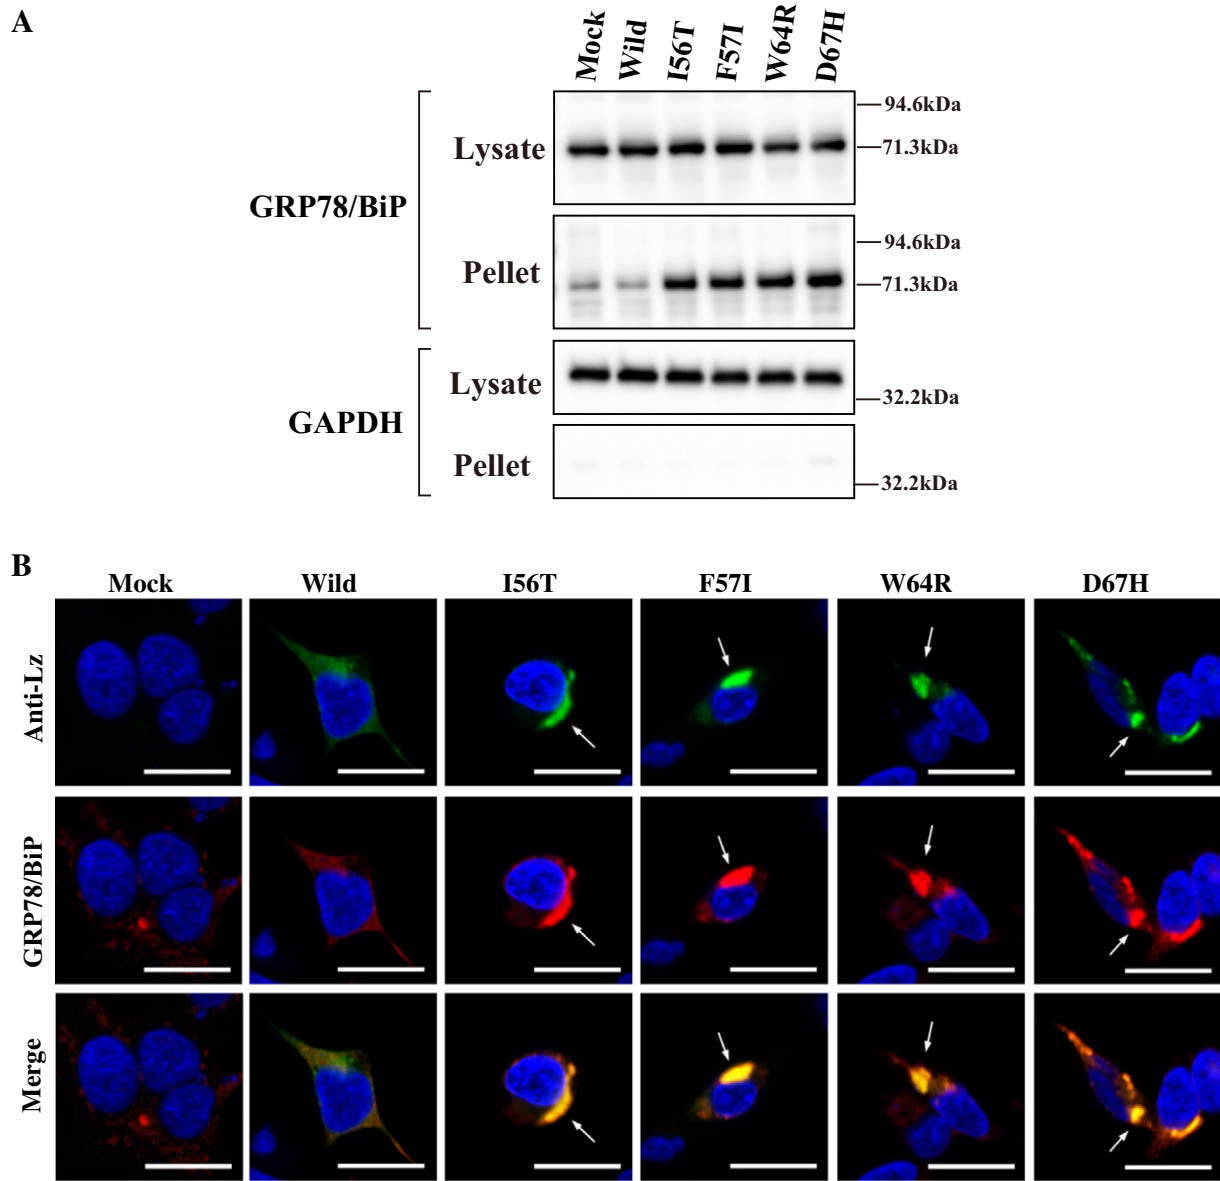 A
Mock Wild I56T F57I W64R D67H
GRP78/BiP
Lysate
94.6kDa
71.3kDa
Pellet
94.6kDa
71.3kDa
GAPDH
Lysate
32.2kDa
Pellet
32.2kDa
B
Mock Wild I56T F57I W64R D67H
Anti-Lz
GRP78/BiP
Merge